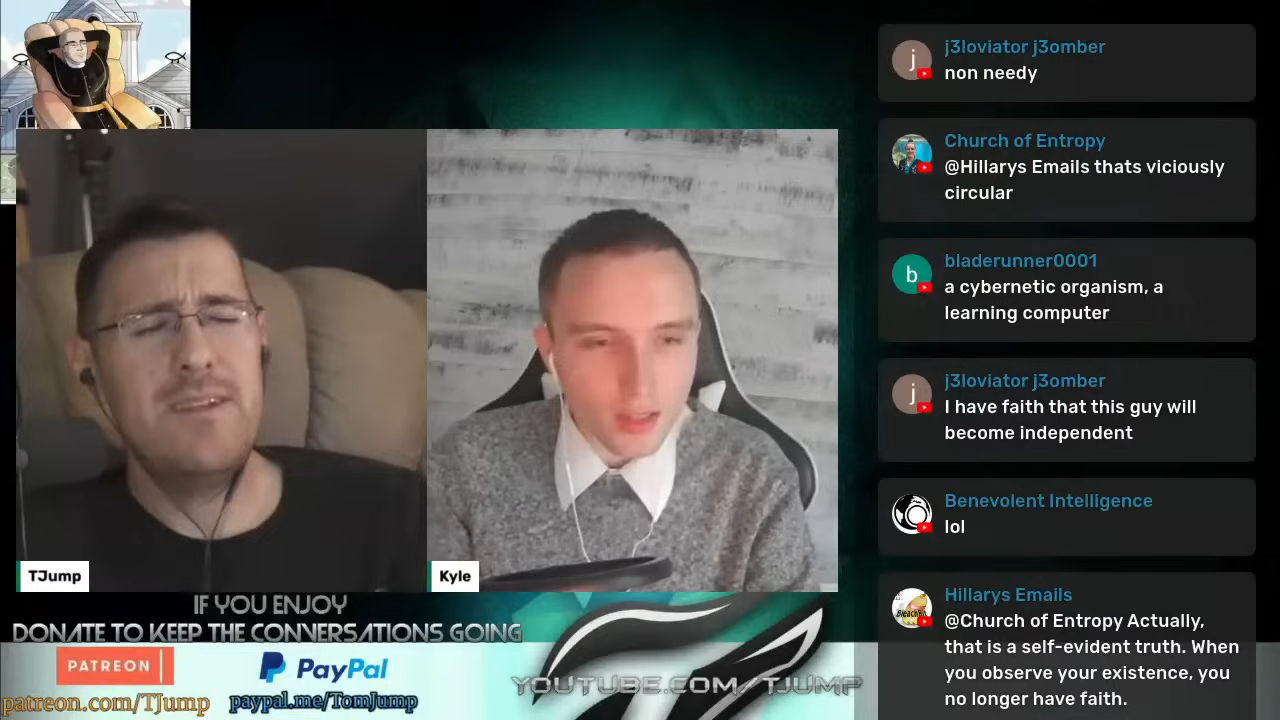 j3loviator j3omber
non needy
Church of Entropy
@Hillarys Emails thats viciously
circular
bladerunner0001
a cybernetic organism, a
learning computer
j3loviator j3omber
I have faith that this guy will
become independent
Benevolent Intelligence
lol
Hillarys Emails
@Church of Entropy Actually,
that is a self-evident truth. When
you observe your existence, you
no longer have faith.
TJump
Kyle
IF YOU ENJOY
DONATE TO KEEP THE CONVERSATIONS GOING
PATREON
PayPal
patreon.com/TJump
paypal.me/TomJump
YOUTUBE.COM/TJUMP
j
b
j